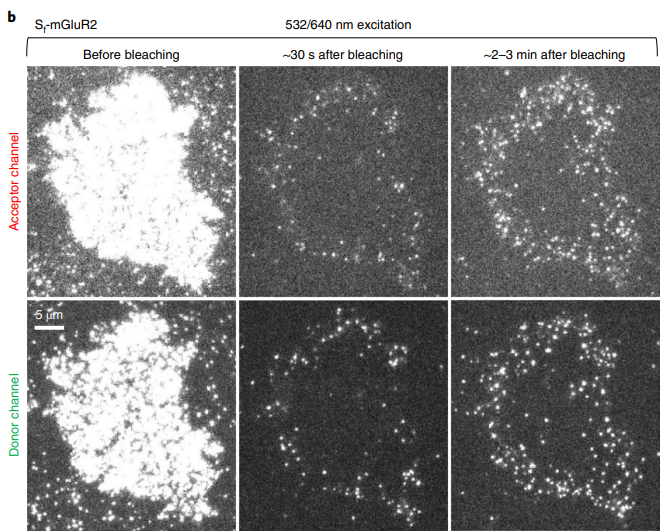 b
S_f-mGluR2
532/640 nm excitation
Before bleaching
~30 s after bleaching
~2–3 min after bleaching
Acceptor channel
5 μm
Donor channel